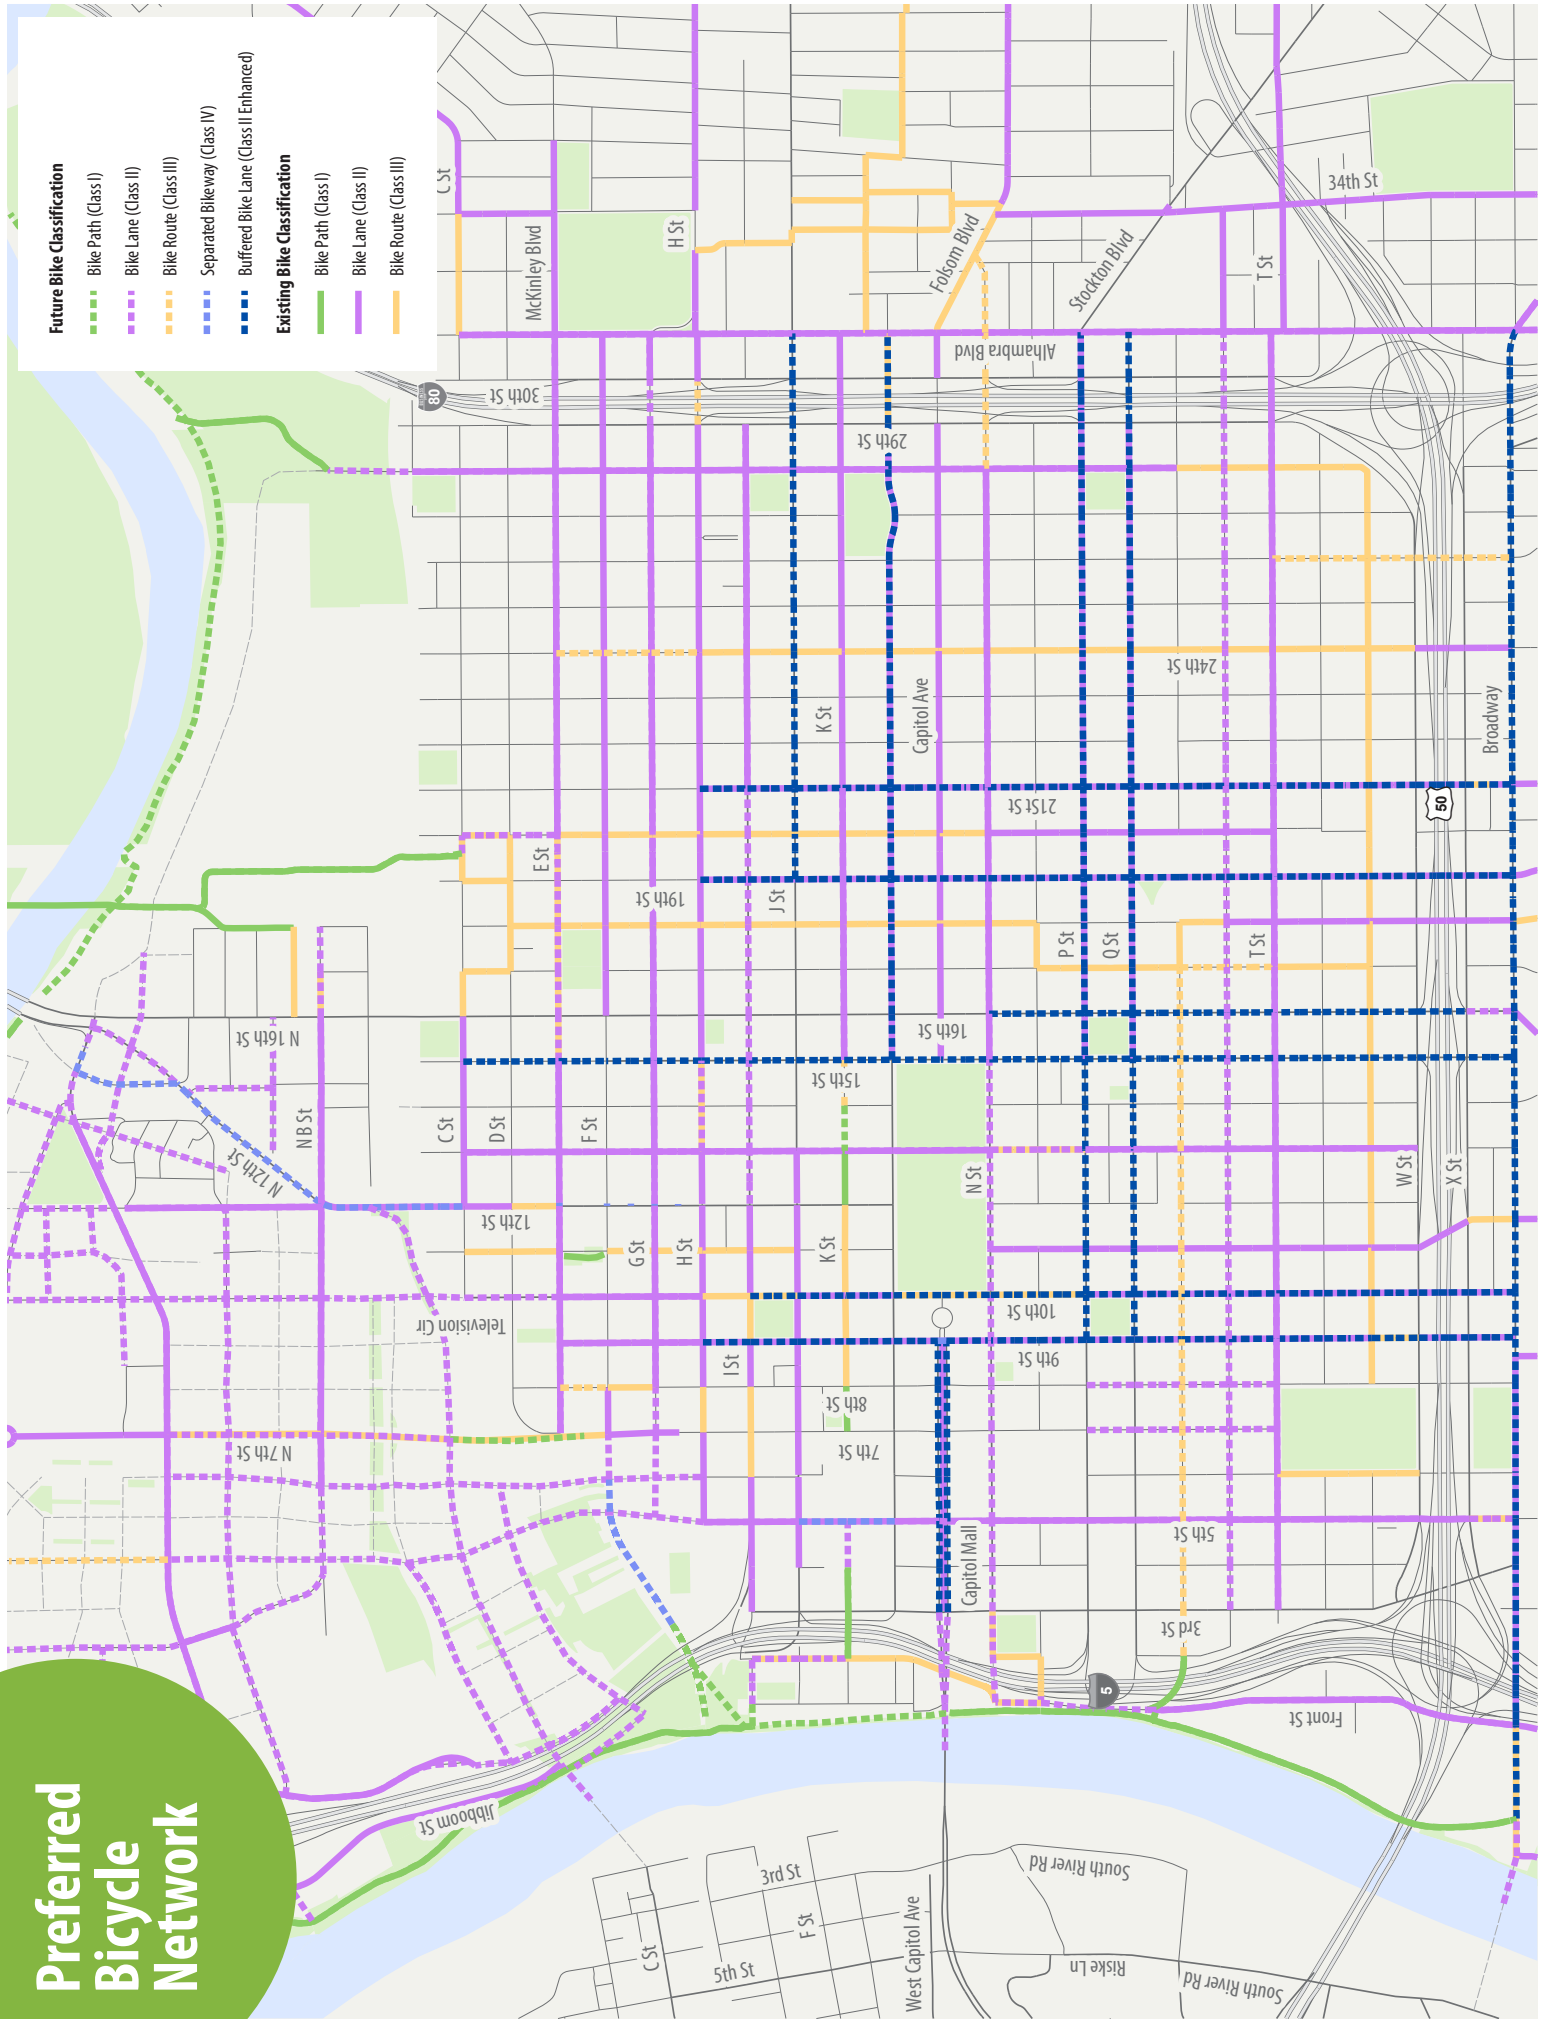 Preferred
Bicycle
Network
Future Bike Classification
Bike Path (Class I)
Bike Lane (Class II)
Bike Route (Class III)
Separated Bikeway (Class IV)
Buffered Bike Lane (Class II Enhanced)
Existing Bike Classification
Bike Path (Class I)
Bike Lane (Class II)
Bike Route (Class III)
C St
McKinley Blvd
H St
Folsom Blvd
Stockton Blvd
34th St
T St
Alhambra Blvd
80
30th St
29th St
24th St
K St
Capitol Ave
Broadway
21St St
50
E St
19th St
J St
P St
Q St
T St
N 16th St
16th St
15th St
N B St
C St
D St
F St
N 12th St
N St
W St
X St
12th St
G St
H St
K St
Television Cir
10th St
9th St
I St
8th St
7th St
N 7th St
5th St
Capitol Mall
3rd St
5
Front St
Jibboom St
3rd St
South River Rd
F St
C St
5th St
West Capitol Ave
Riske Ln
South River Rd